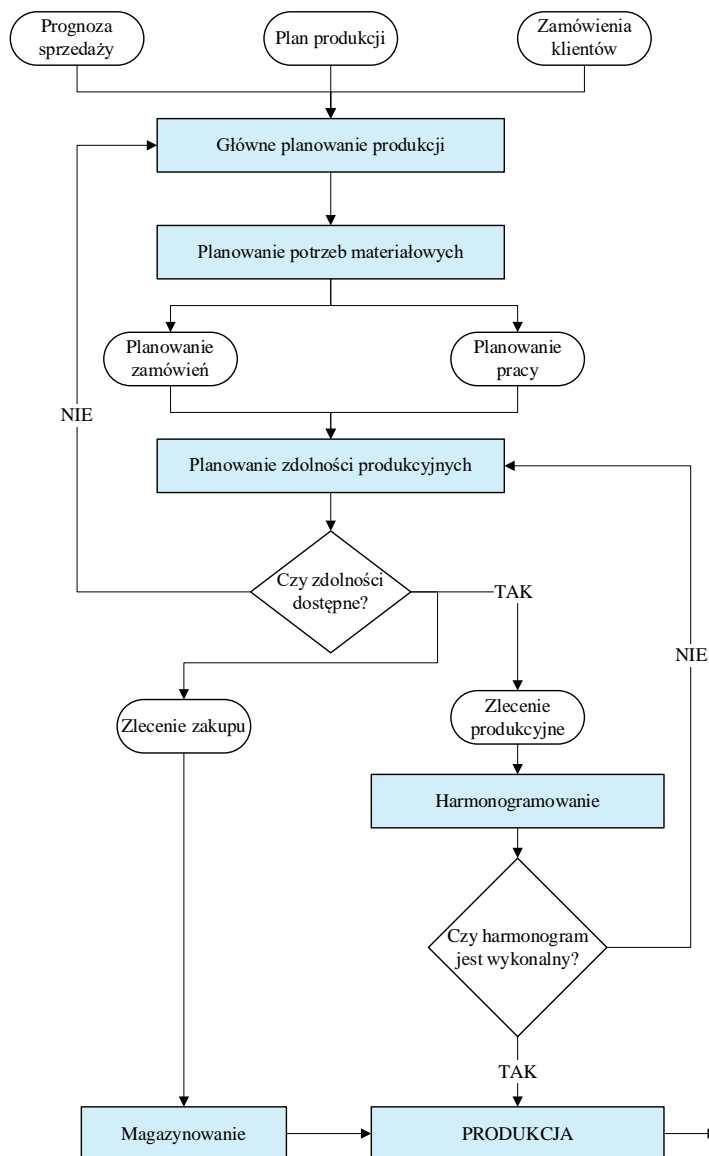 Prognoza
sprzedaży
Plan produkcji
Zamówienia
klientów
Główne planowanie produkcji
Planowanie potrzeb materiałowych
Planowanie
zamówień
Planowanie
pracy
NIE
Planowanie zdolności produkcyjnych
Czy zdolności
dostępne?
TAK
NIE
Zlecenie zakupu
Zlecenie
produkcyjne
Harmonogramowanie
Czy harmonogram
jest wykonalny?
TAK
Magazynowanie
PRODUKCJA